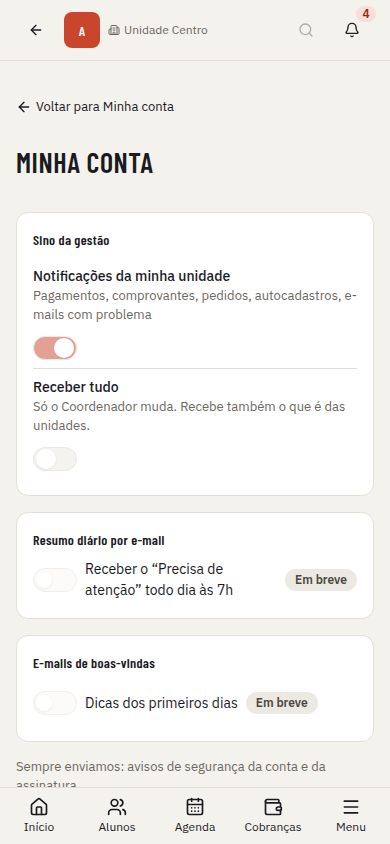 A
Unidade Centro
4
Voltar para Minha conta
MINHA CONTA
Sino da gestão
Notificações da minha unidade
Pagamentos, comprovantes, pedidos, autocadastros, e-
mails com problema
Receber tudo
Só o Coordenador muda. Recebe também o que é das
unidades.
Resumo diário por e-mail
Receber o “Precisa de
atenção” todo dia às 7h
Em breve
E-mails de boas-vindas
Dicas dos primeiros dias
Em breve
Sempre enviamos: avisos de segurança da conta e da
assinatura
Início
Alunos
Agenda
Cobranças
Menu